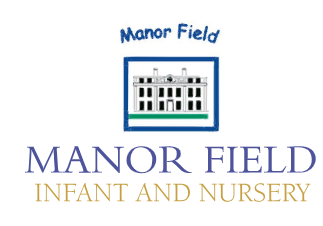 Manor Field
MANOR FIELD
INFANT AND NURSERY